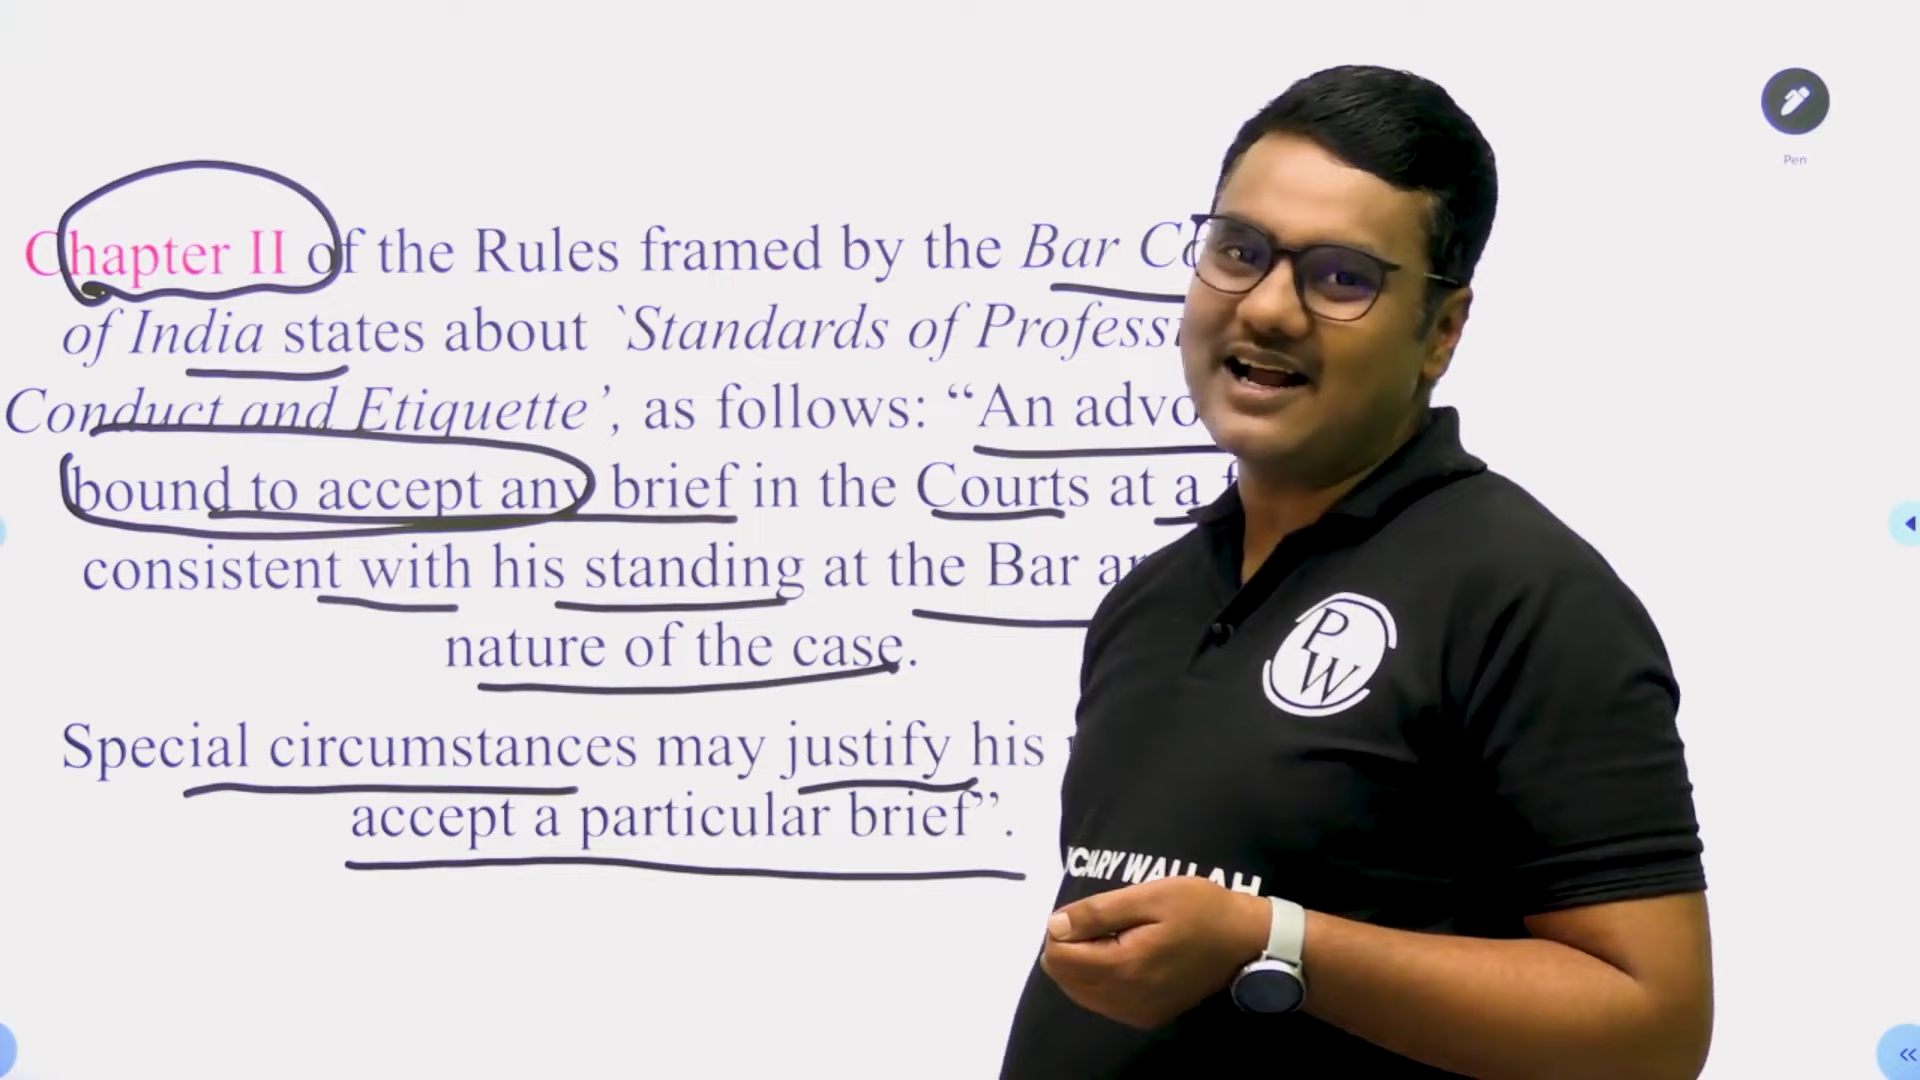 Pen
Chapter II of the Rules framed by the Bar
of India states about `Standards of
Conduct and Etiquette’, as follows: “An
bound to accept any brief in the Courts at a
consistent with his standing at the Bar
nature of the case.
Special circumstances may justify his
accept a particular brief”.
PW
WALLAH